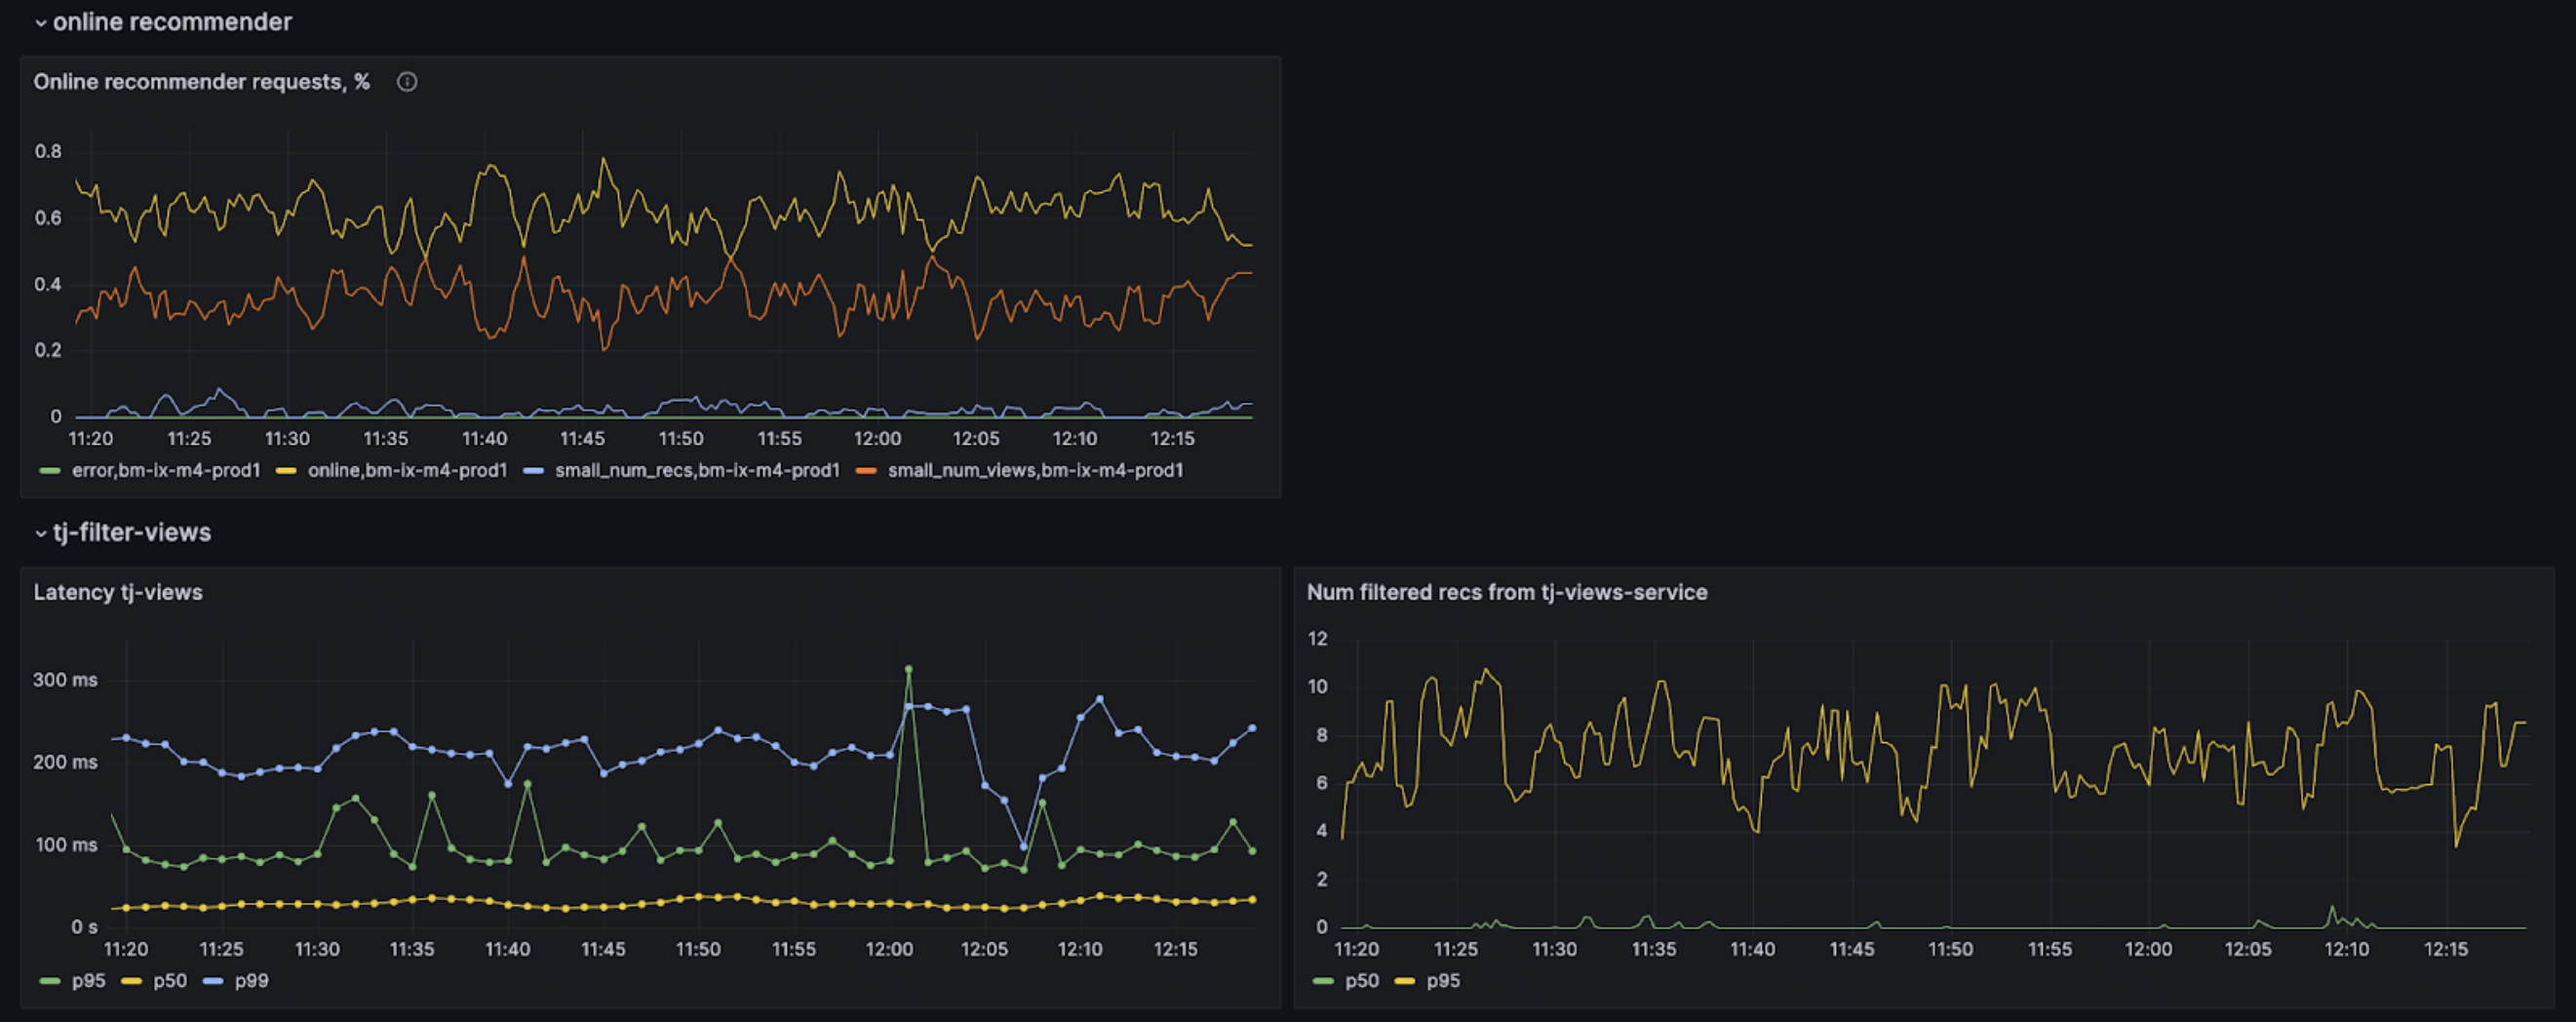 online recommender
Online recommender requests, %
0.8
0.6
0.4
0.2
0
11:20 11:25 11:30 11:35 11:40 11:45 11:50 11:55 12:00 12:05 12:10 12:15
error,bm-ix-m4-prod1 online,bm-ix-m4-prod1 small_num_recs,bm-ix-m4-prod1 small_num_views,bm-ix-m4-prod1
tj-filter-views
Latency tj-views
300 ms
200 ms
100 ms
0 s
11:20 11:25 11:30 11:35 11:40 11:45 11:50 11:55 12:00 12:05 12:10 12:15
p95 p50 p99
Num filtered recs from tj-views-service
12
10
8
6
4
2
0
11:20 11:25 11:30 11:35 11:40 11:45 11:50 11:55 12:00 12:05 12:10 12:15
p50 p95